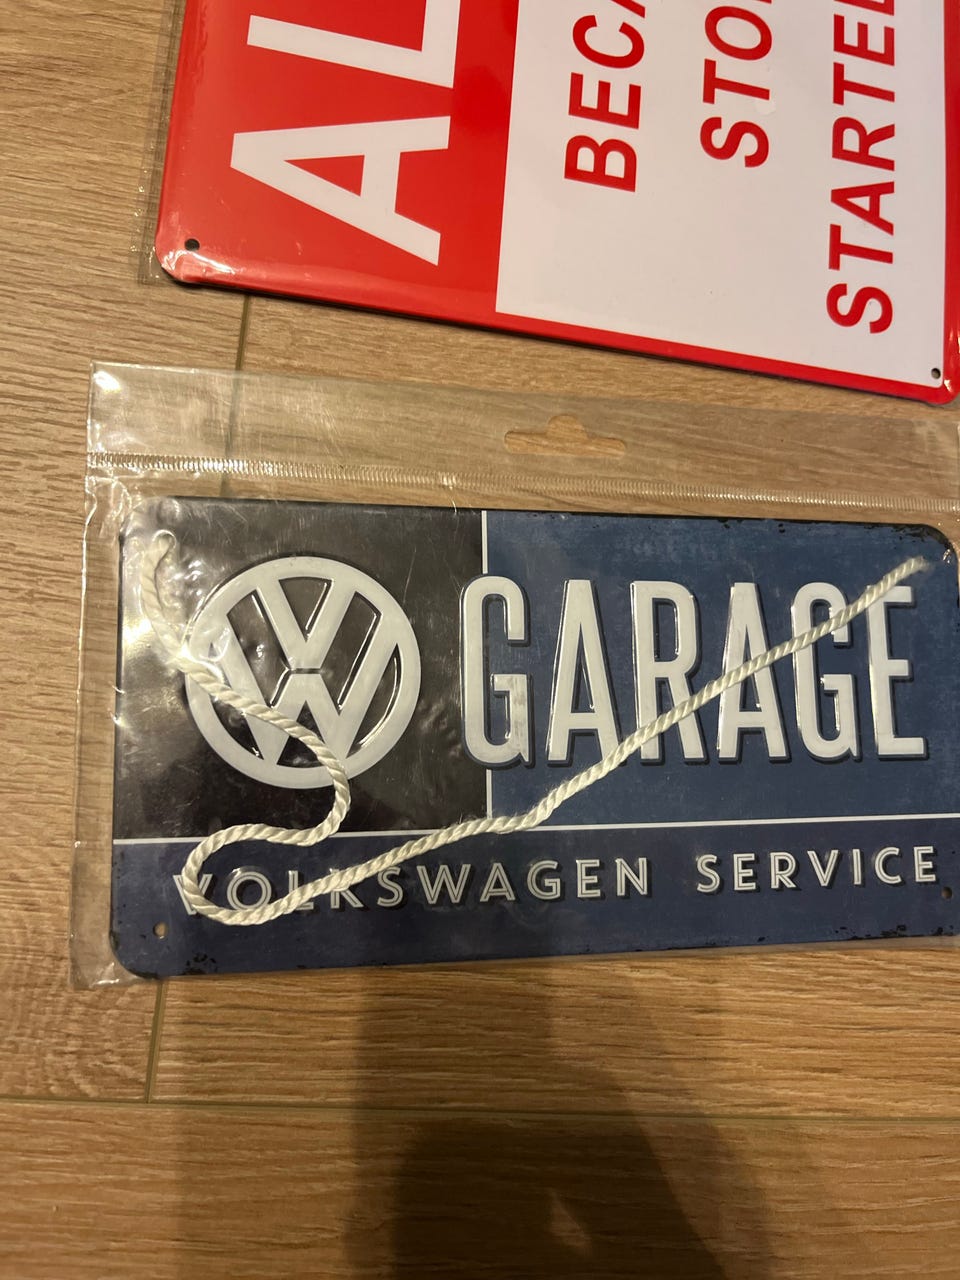 AL
BECA
STO
STARTE
VW
GARAGE
VOLKSWAGEN SERVICE